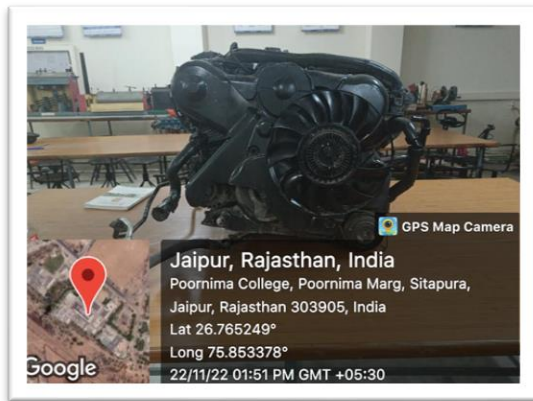 GPS Map Camera
Jaipur, Rajasthan, India
Poornima College, Poornima Marg, Sitapura,
Jaipur, Rajasthan 303905, India
Lat 26.765249°
Long 75.853378°
22/11/22 01:51 PM GMT +05:30
Google